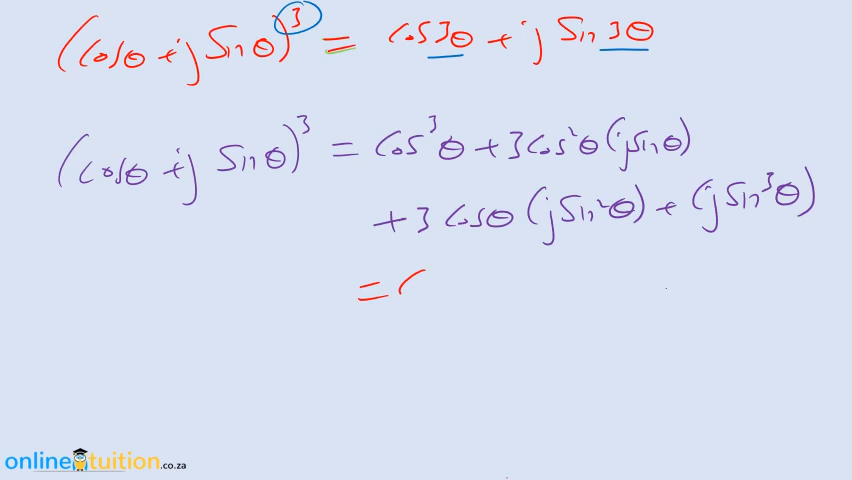 (cosθ + j sinθ)³ = cos3θ + j sin3θ
(cosθ + j sinθ)³ = cos³θ + 3cos²θ(j sinθ)
+ 3 cosθ (j sin²θ) + (j sin³θ)
= (
onlinetuition.co.za